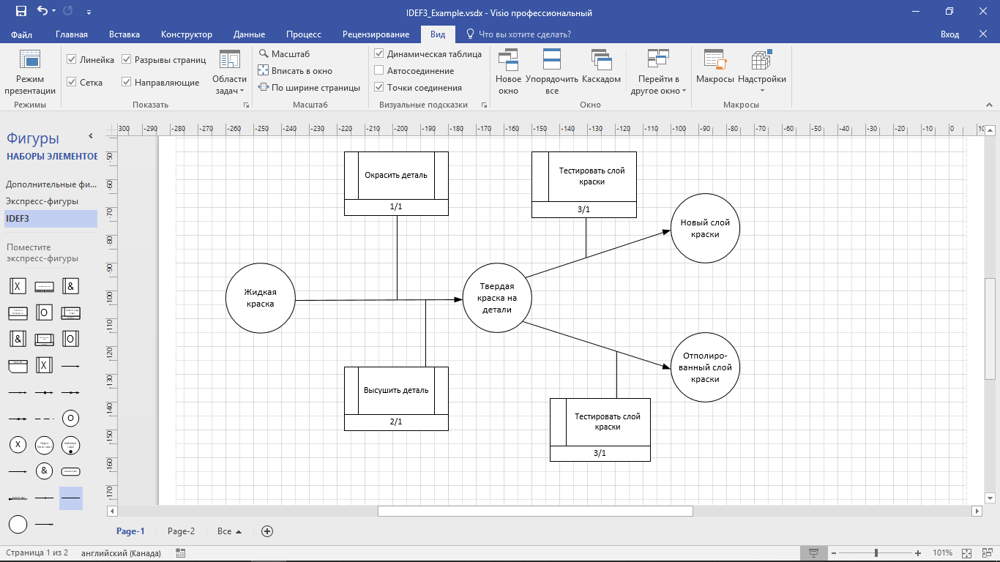 IDEF3_Example.vsdx - Visio профессиональный
Файл Главная Вставка Конструктор Данные Процесс Рецензирование Вид Что вы хотите сделать? Вход
Режим презентации
Режимы
Линейка Разрывы страниц
Сетка Направляющие
Области задач
Показать
Масштаб
Вписать в окно
По ширине страницы
Масштаб
Динамическая таблица
Автосоединение
Точки соединения
Визуальные подсказки
Новое окно
Упорядочить все
Каскадом
Перейти в другое окно
Окно
Макросы Надстройки
Макросы
Фигуры
НАБОРЫ ЭЛЕМЕНТОВ
Дополнительные фи...
Экспресс-фигуры
IDEF3
Поместите
экспресс-фигуры
X &
O
& O
X
O
X
&
300 -290 -280 -270 -260 -250 -240 -230 -220 -210 -200 -190 -180 -170 -160 -150 -140 -130 -120 -110 -100 -90 -80 -70 -60 -50 -40 -30 -20 -10 0 10
-50
-60
-70
-80
-90
-100
-110
-120
-130
-140
-150
-160
-170
Окрасить деталь
1/1
Тестировать слой
краски
3/1
Новый слой
краски
Жидкая
краска
Твердая
краска на
детали
Отполиро-
ванный слой
краски
Высушить деталь
2/1
Тестировать слой
краски
3/1
Page-1 Page-2 Все
Страница 1 из 2 английский (Канада) 101%